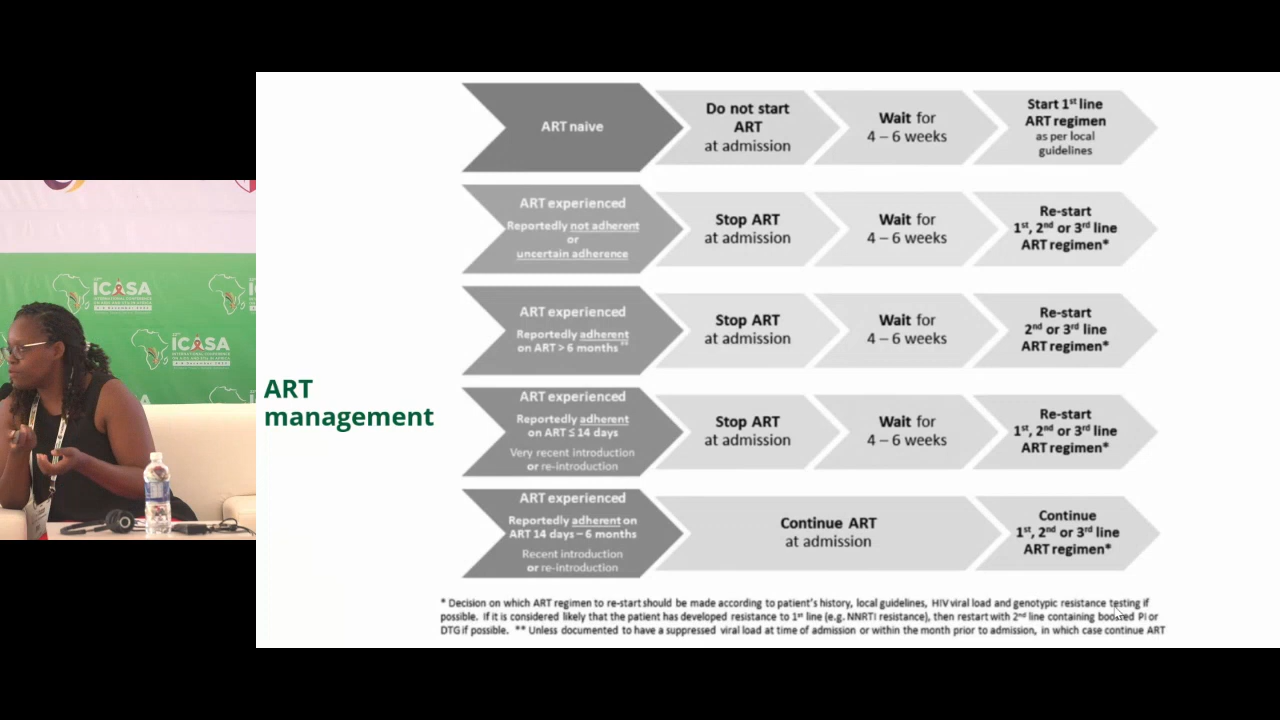 ICASA
INTERNATIONAL CONFERENCE
ON AIDS AND STIs IN AFRICA
ICASA
ART
management
ART naive
Do not start
ART
at admission
Wait for
4 – 6 weeks
Start 1st line
ART regimen
as per local
guidelines
ART experienced
Reportedly not adherent
or
uncertain adherence
Stop ART
at admission
Wait for
4 – 6 weeks
Re-start
1st, 2nd or 3rd line
ART regimen*
ART experienced
Reportedly adherent
on ART > 6 months**
Stop ART
at admission
Wait for
4 – 6 weeks
Re-start
2nd or 3rd line
ART regimen*
ART experienced
Reportedly adherent
on ART ≤ 14 days
Very recent introduction
or re-introduction
Stop ART
at admission
Wait for
4 – 6 weeks
Re-start
1st, 2nd or 3rd line
ART regimen*
ART experienced
Reportedly adherent on
ART 14 days – 6 months
Recent introduction
or re-introduction
Continue ART
at admission
Continue
1st, 2nd or 3rd line
ART regimen*
* Decision on which ART regimen to re-start should be made according to patient's history, local guidelines, HIV viral load and genotypic resistance testing if
possible. If it is considered likely that the patient has developed resistance to 1st line (e.g. NNRTI resistance), then restart with 2nd line containing boosted PI or
DTG if possible. ** Unless documented to have a suppressed viral load at time of admission or within the month prior to admission, in which case continue ART